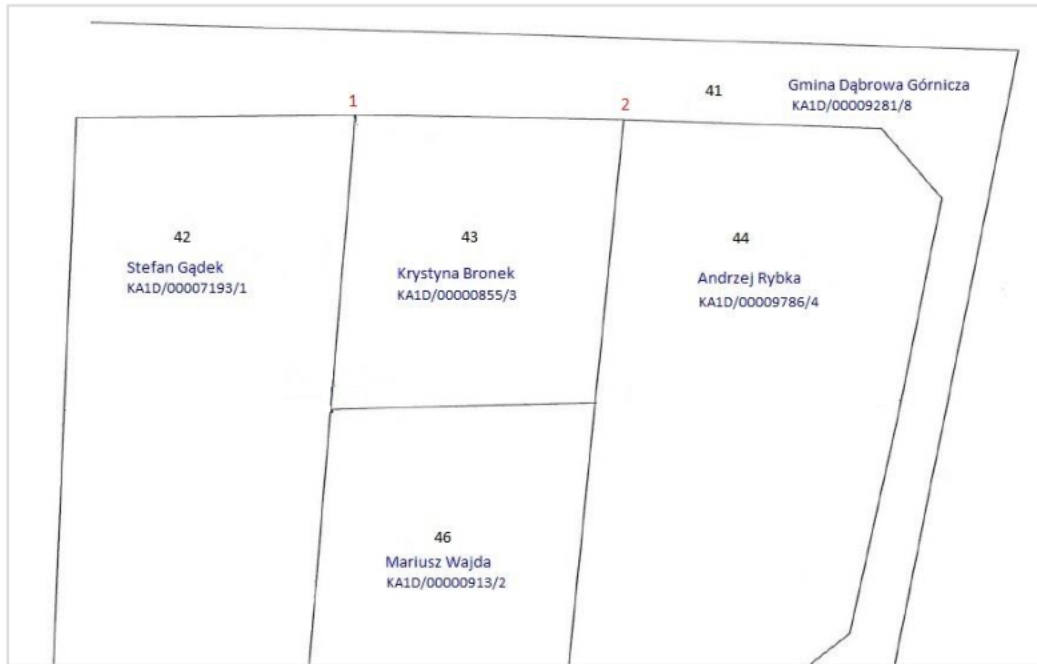 1
2
41
Gmina Dąbrowa Górnicza
KA1D/00009281/8
42
Stefan Gądek
KA1D/00007193/1
43
Krystyna Bronek
KA1D/00000855/3
44
Andrzej Rybka
KA1D/00009786/4
46
Mariusz Wajda
KA1D/00000913/2